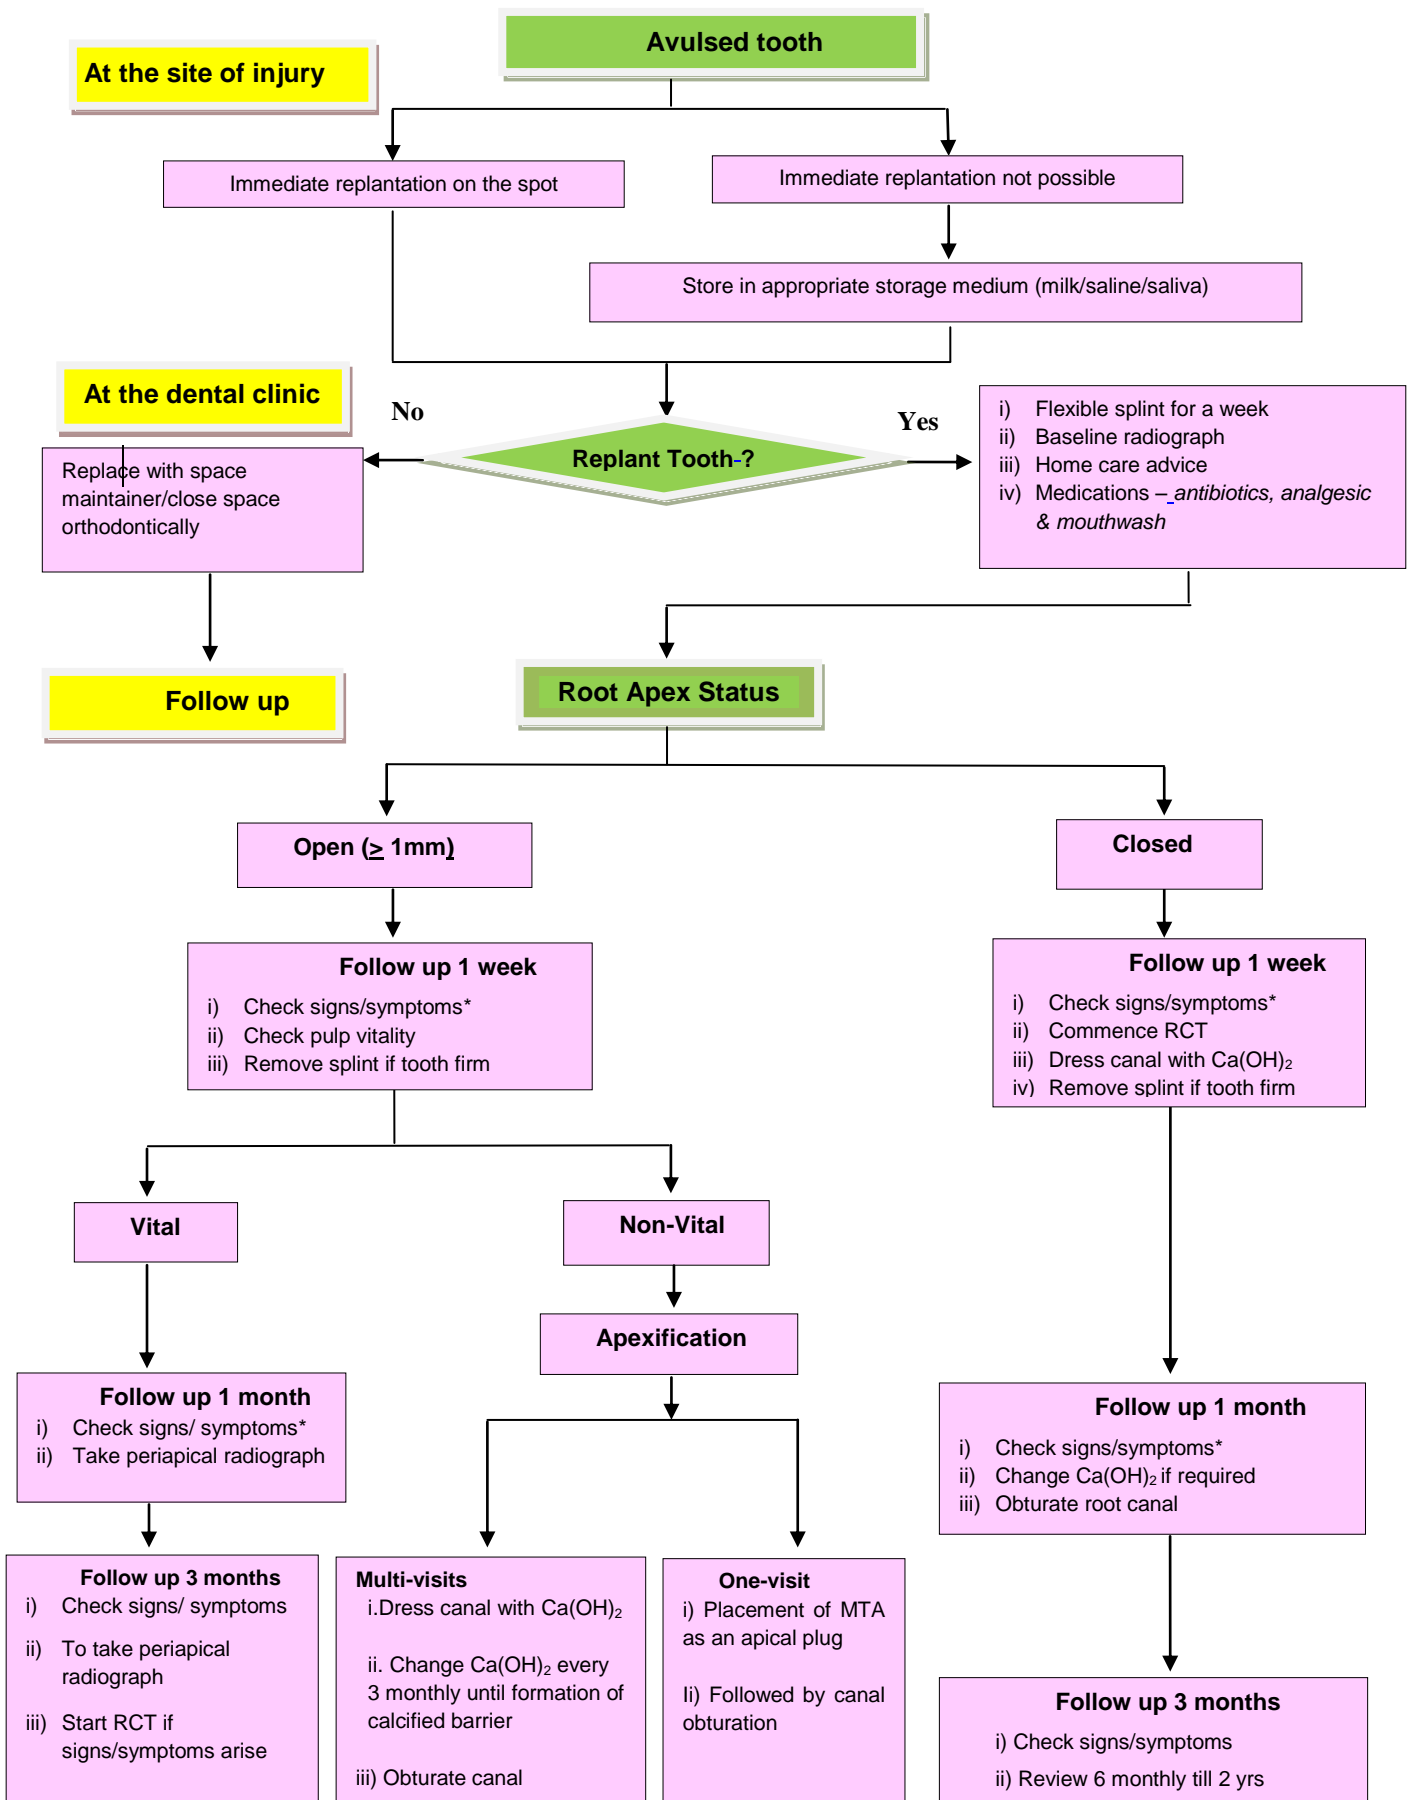 Avulsed tooth
At the site of injury
Immediate replantation on the spot
Immediate replantation not possible
Store in appropriate storage medium (milk/saline/saliva)
At the dental clinic
No
Yes
Replant Tooth-?
Replace with space
maintainer/close space
orthodontically
i) Flexible splint for a week
ii) Baseline radiograph
iii) Home care advice
iv) Medications – antibiotics, analgesic
& mouthwash
Follow up
Root Apex Status
Open (≥ 1mm)
Closed
Follow up 1 week
i) Check signs/symptoms*
ii) Check pulp vitality
iii) Remove splint if tooth firm
Follow up 1 week
i) Check signs/symptoms*
ii) Commence RCT
iii) Dress canal with Ca(OH)₂
iv) Remove splint if tooth firm
Vital
Non-Vital
Apexification
Follow up 1 month
i) Check signs/ symptoms*
ii) Take periapical radiograph
Follow up 1 month
i) Check signs/symptoms*
ii) Change Ca(OH)₂ if required
iii) Obturate root canal
Follow up 3 months
i) Check signs/ symptoms
ii) To take periapical
radiograph
iii) Start RCT if
signs/symptoms arise
Multi-visits
i.Dress canal with Ca(OH)₂
ii. Change Ca(OH)₂ every
3 monthly until formation of
calcified barrier
iii) Obturate canal
One-visit
i) Placement of MTA
as an apical plug
Ii) Followed by canal
obturation
Follow up 3 months
i) Check signs/symptoms
ii) Review 6 monthly till 2 yrs